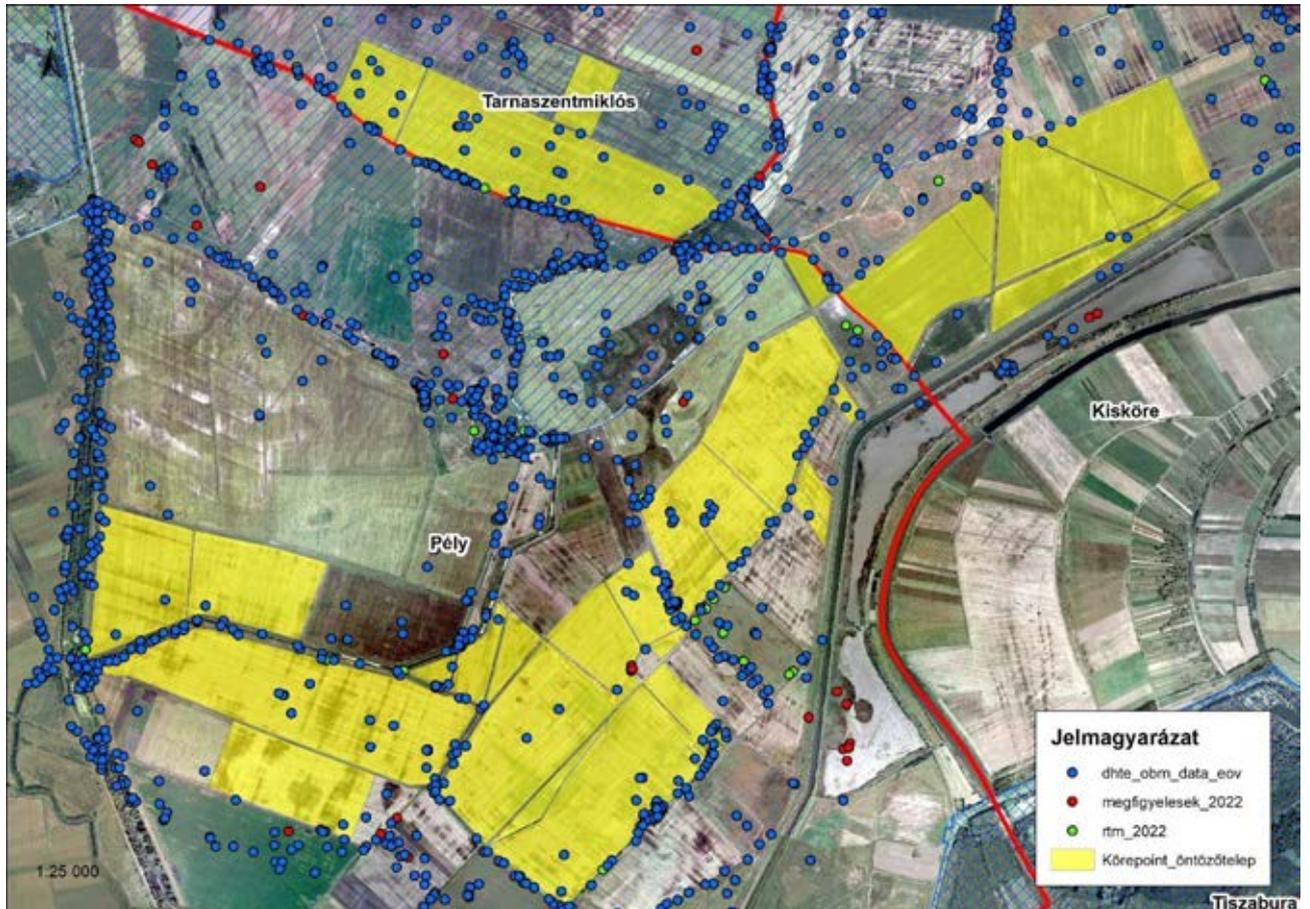 N
Tarnaszentmiklós
Kisköre
Pély
Jelmagyarázat
dhte_obm_data_eov
megfigyelesek_2022
rtm_2022
Körepoint_öntözőtelep
1:25 000
Tiszabura